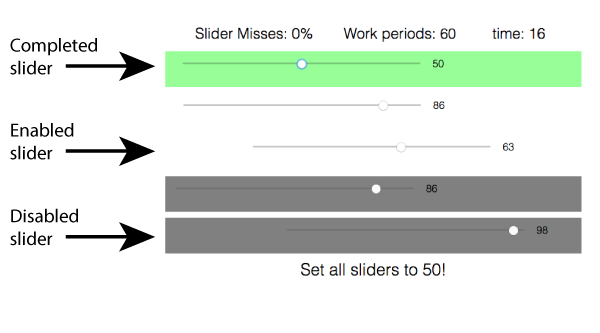 Slider Misses: 0% Work periods: 60 time: 16
Completed
slider
50
86
Enabled
slider
63
86
Disabled
slider
98
Set all sliders to 50!